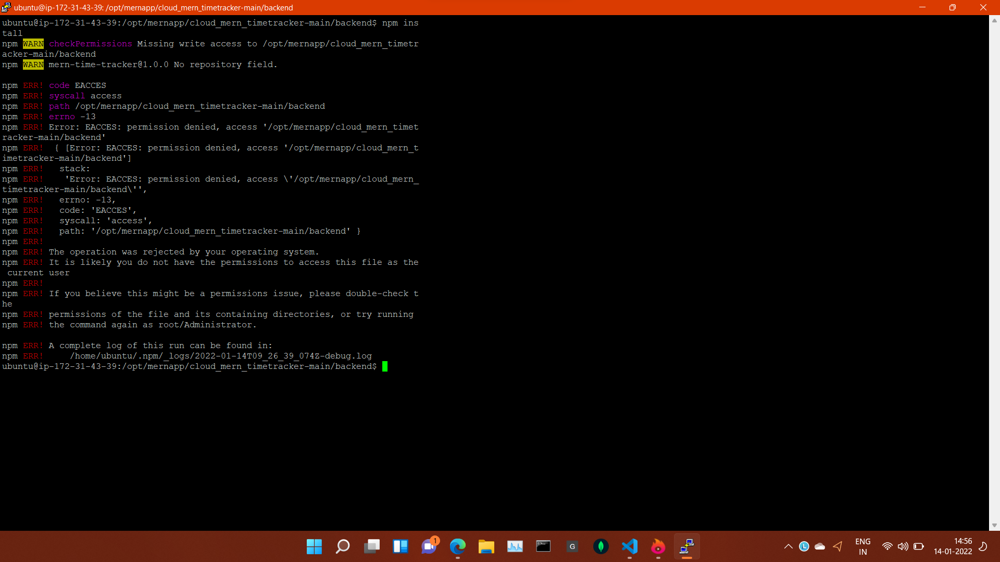 ubuntu@ip-172-31-43-39: /opt/mernapp/cloud_mern_timetracker-main/backend
ubuntu@ip-172-31-43-39:/opt/mernapp/cloud_mern_timetracker-main/backend$ npm ins
tall
npm WARN checkPermissions Missing write access to /opt/mernapp/cloud_mern_timetr
acker-main/backend
npm WARN mern-time-tracker@1.0.0 No repository field.
npm ERR! code EACCES
npm ERR! syscall access
npm ERR! path /opt/mernapp/cloud_mern_timetracker-main/backend
npm ERR! errno -13
npm ERR! Error: EACCES: permission denied, access '/opt/mernapp/cloud_mern_timet
racker-main/backend'
npm ERR!  { [Error: EACCES: permission denied, access '/opt/mernapp/cloud_mern_t
imetracker-main/backend']
npm ERR!   stack:
npm ERR!    'Error: EACCES: permission denied, access \'/opt/mernapp/cloud_mern_
timetracker-main/backend\'',
npm ERR!   errno: -13,
npm ERR!   code: 'EACCES',
npm ERR!   syscall: 'access',
npm ERR!   path: '/opt/mernapp/cloud_mern_timetracker-main/backend' }
npm ERR!
npm ERR! The operation was rejected by your operating system.
npm ERR! It is likely you do not have the permissions to access this file as the
 current user
npm ERR!
npm ERR! If you believe this might be a permissions issue, please double-check t
he
npm ERR! permissions of the file and its containing directories, or try running
npm ERR! the command again as root/Administrator.
npm ERR! A complete log of this run can be found in:
npm ERR!     /home/ubuntu/.npm/_logs/2022-01-14T09_26_39_074Z-debug.log
ubuntu@ip-172-31-43-39:/opt/mernapp/cloud_mern_timetracker-main/backend$
1
G
L
ENG
IN
14:56
14-01-2022